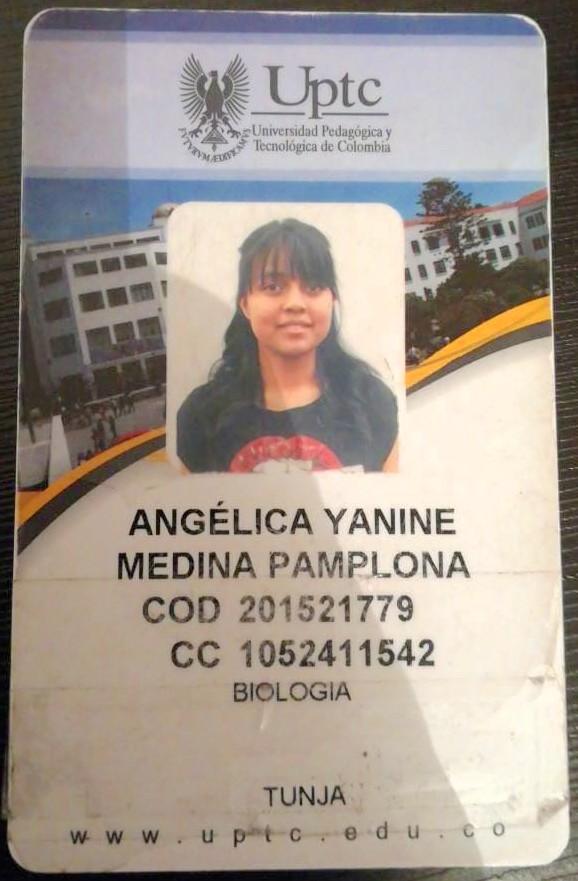 Uptc
Universidad Pedagógica y
Tecnológica de Colombia
FVTVRVM ÆDIFICAMVS
ANGÉLICA YANINE
MEDINA PAMPLONA
COD 201521779
CC 1052411542
BIOLOGIA
TUNJA
www.uptc.edu.co